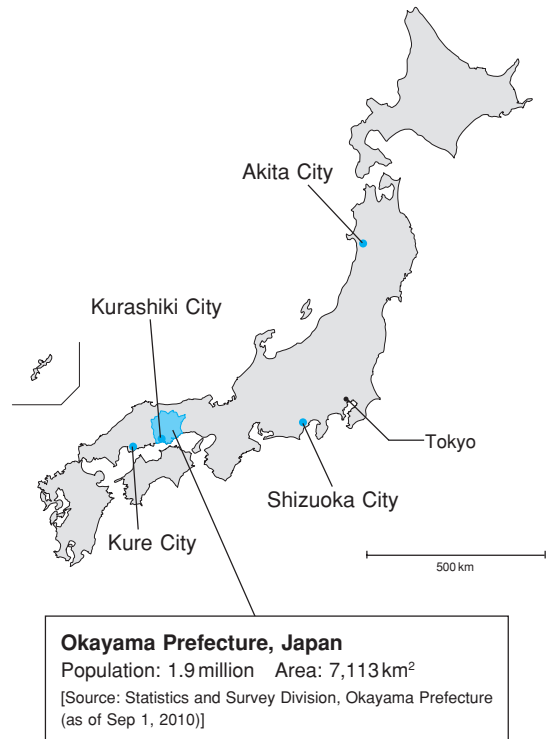 Akita City
Kurashiki City
Tokyo
Shizuoka City
Kure City
500 km
Okayama Prefecture, Japan
Population: 1.9 million Area: 7,113 km²
[Source: Statistics and Survey Division, Okayama Prefecture
(as of Sep 1, 2010)]